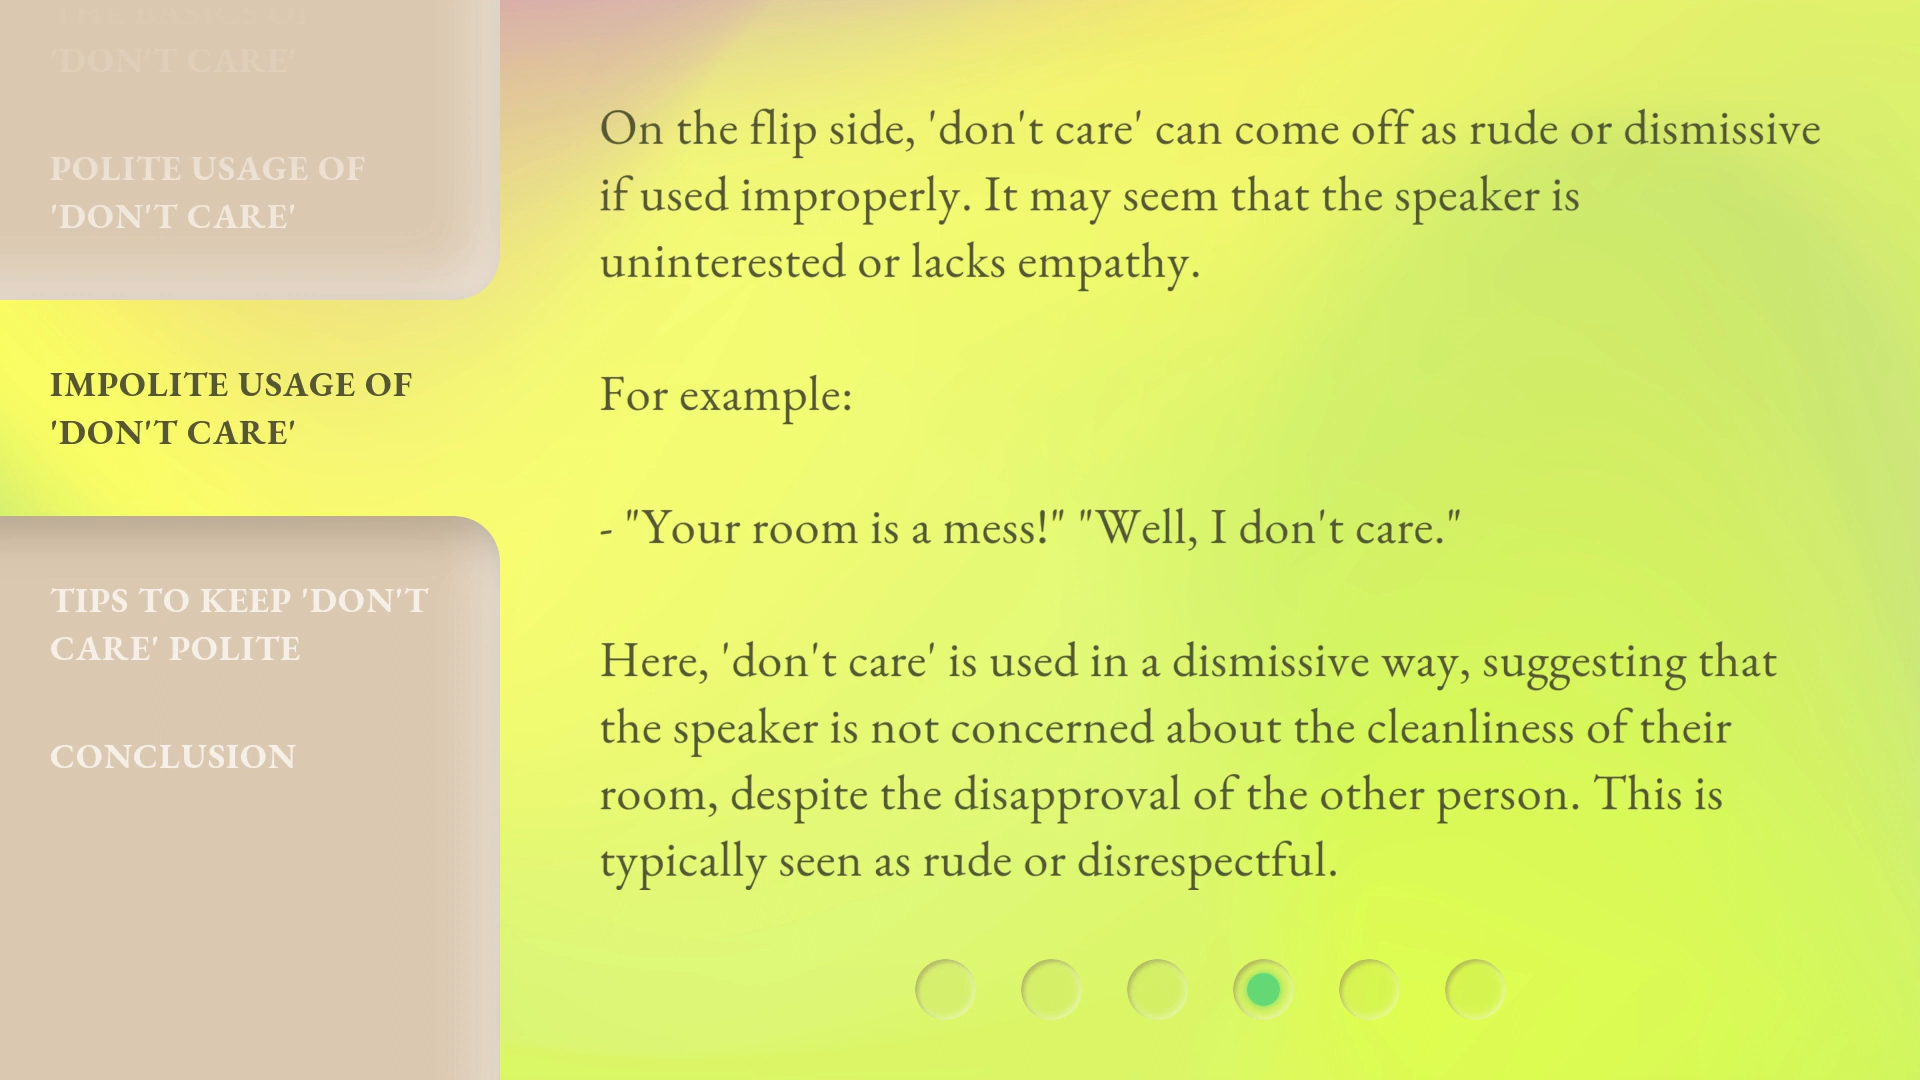 THE BASICS OF
'DON'T CARE'
POLITE USAGE OF
'DON'T CARE'
IMPOLITE USAGE OF
'DON'T CARE'
TIPS TO KEEP 'DON'T
CARE' POLITE
CONCLUSION
On the flip side, 'don't care' can come off as rude or dismissive
if used improperly. It may seem that the speaker is
uninterested or lacks empathy.
For example:
- "Your room is a mess!" "Well, I don't care."
Here, 'don't care' is used in a dismissive way, suggesting that
the speaker is not concerned about the cleanliness of their
room, despite the disapproval of the other person. This is
typically seen as rude or disrespectful.